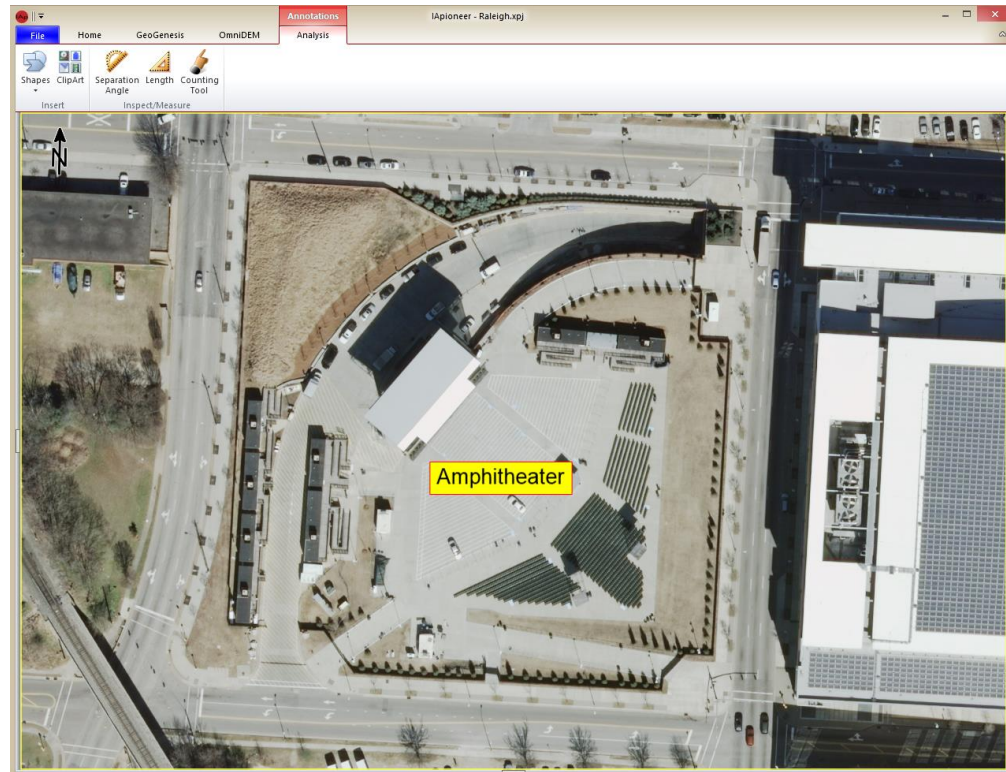 IAp
Annotations
IApioneer - Raleigh.xpj
File
Home
GeoGenesis
OmniDEM
Analysis
Shapes
ClipArt
Separation
Angle
Length
Counting
Tool
Insert
Inspect/Measure
N
Amphitheater